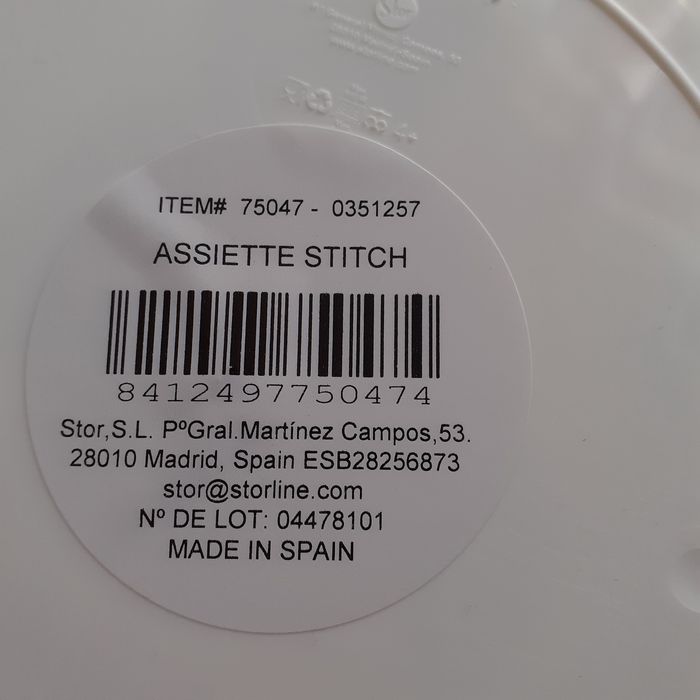 ITEM# 75047 - 0351257
ASSIETTE STITCH
8412497750474
Stor,S.L. PºGral.Martínez Campos,53.
28010 Madrid, Spain ESB28256873
stor@storline.com
Nº DE LOT: 04478101
MADE IN SPAIN